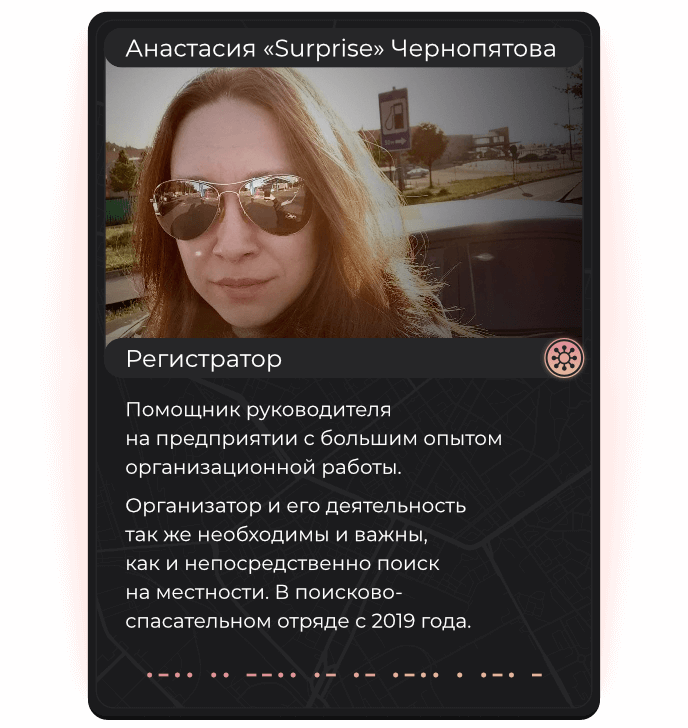 Анастасия «Surprise» Чернопятова
Регистратор
Помощник руководителя
на предприятии с большим опытом
организационной работы.
Организатор и его деятельность
так же необходимы и важны,
как и непосредственно поиск
на местности. В поисково-
спасательном отряде с 2019 года.